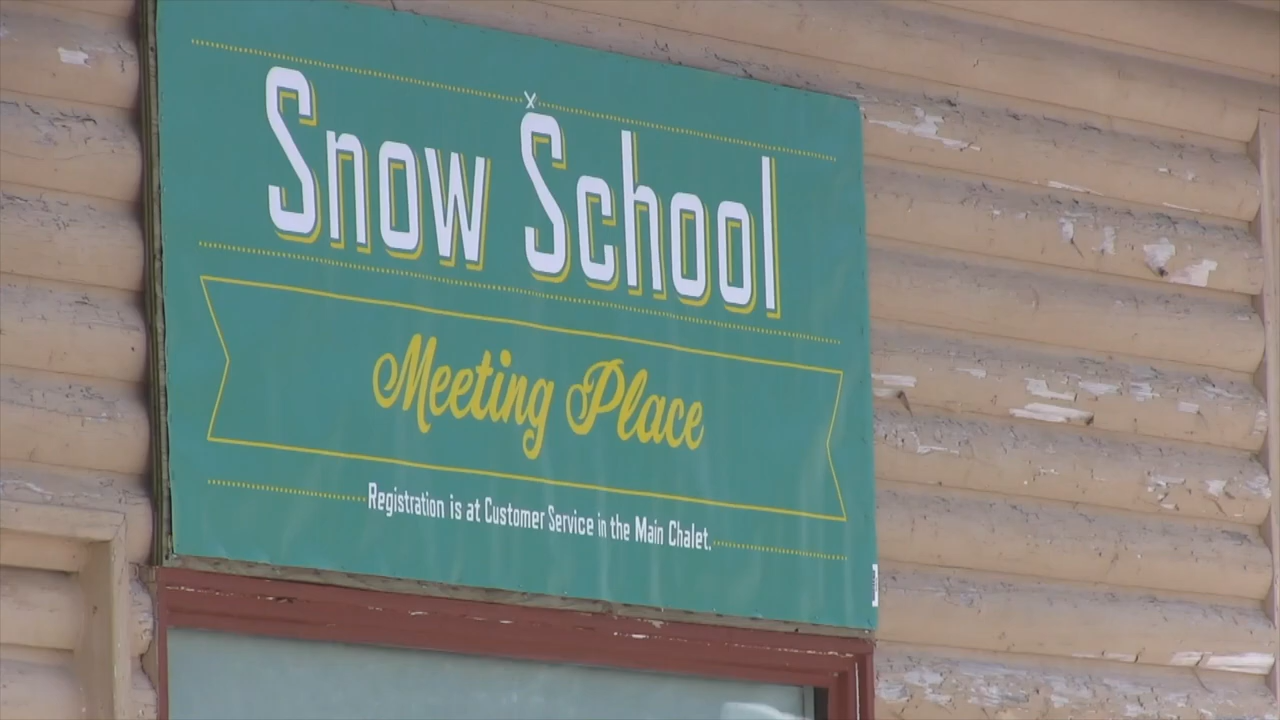 Snow School
Meeting Place
Registration is at Customer Service in the Main Chalet.